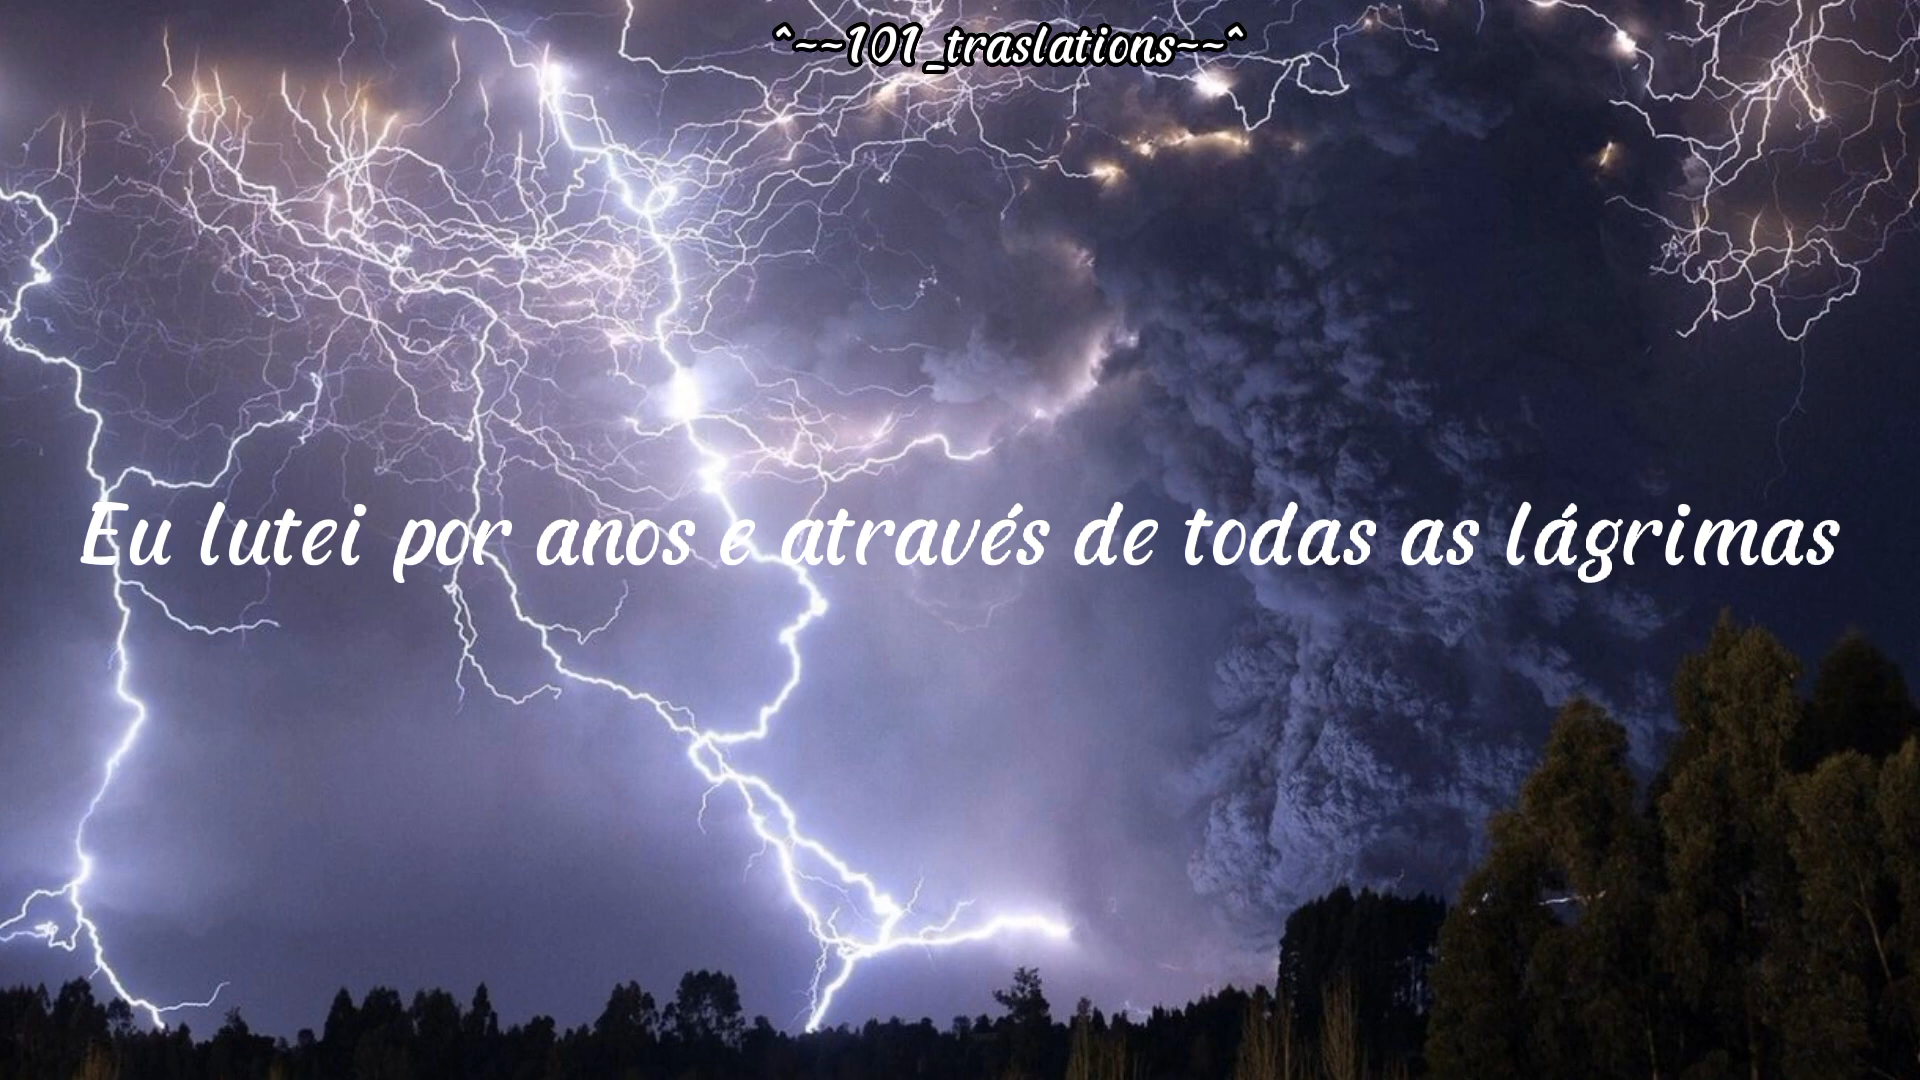 ^~~101_traslations~~^
Eu lutei por anos e através de todas as lágrimas